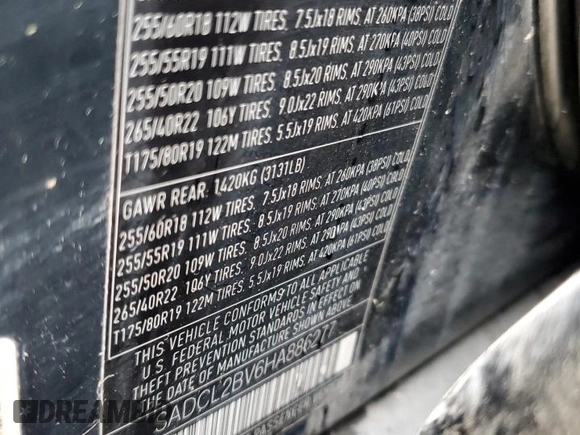 255/60R18 112W TIRES. 7.5Jx18 RIMS. AT 260KPA (38PSI) COLD
255/55R19 111W TIRES. 8.5Jx19 RIMS. AT 270KPA (40PSI) COLD
255/50R20 109W TIRES. 8.5Jx20 RIMS. AT 290KPA (43PSI) COLD
265/40R22 106Y TIRES. 9.0Jx22 RIMS. AT 290KPA (43PSI) COLD
T175/80R19 122M TIRES. 5.5Jx19 RIMS. AT 420KPA (61PSI) COLD
GAWR REAR: 1420KG (3131LB)
255/60R18 112W TIRES. 7.5Jx18 RIMS. AT 260KPA (38PSI) COLD
255/55R19 111W TIRES. 8.5Jx19 RIMS. AT 270KPA (40PSI) COLD
255/50R20 109W TIRES. 8.5Jx20 RIMS. AT 290KPA (43PSI) COLD
265/40R22 106Y TIRES. 9.0Jx22 RIMS. AT 290KPA (43PSI) COLD
T175/80R19 122M TIRES. 5.5Jx19 RIMS. AT 420KPA (61PSI) COLD
THIS VEHICLE CONFORMS TO ALL APPLICABLE
U.S. FEDERAL MOTOR VEHICLE SAFETY AND
THEFT PREVENTION STANDARDS IN EFFECT
ON THE DATE OF MANUFACTURE SHOWN ABOVE
SADCL2BV6HA886277